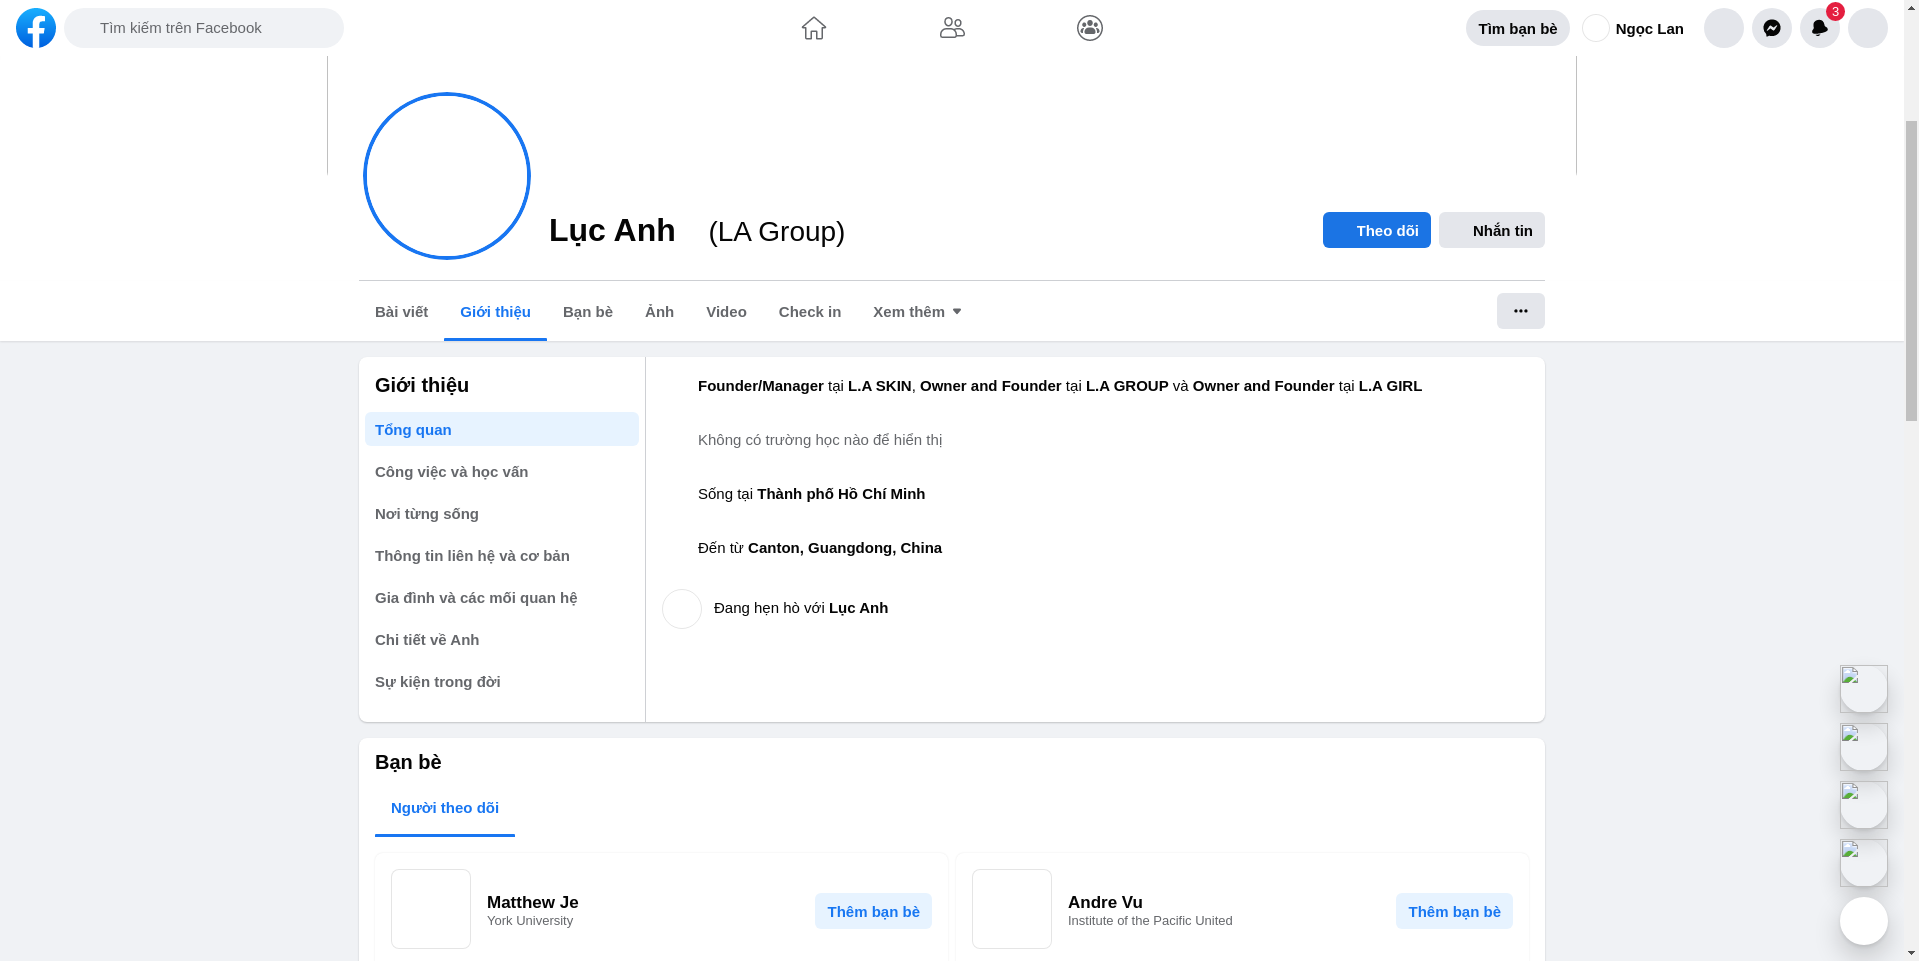 Tìm kiếm trên Facebook
Tìm bạn bè
Ngọc Lan
3
Lục Anh (LA Group)
Theo dõi
Nhắn tin
Bài viết
Giới thiệu
Bạn bè
Ảnh
Video
Check in
Xem thêm
Giới thiệu
Tổng quan
Công việc và học vấn
Nơi từng sống
Thông tin liên hệ và cơ bản
Gia đình và các mối quan hệ
Chi tiết về Anh
Sự kiện trong đời
Founder/Manager tại L.A SKIN, Owner and Founder tại L.A GROUP và Owner and Founder tại L.A GIRL
Không có trường học nào để hiển thị
Sống tại Thành phố Hồ Chí Minh
Đến từ Canton, Guangdong, China
Đang hẹn hò với Lục Anh
Bạn bè
Người theo dõi
Matthew Je
York University
Thêm bạn bè
Andre Vu
Institute of the Pacific United
Thêm bạn bè